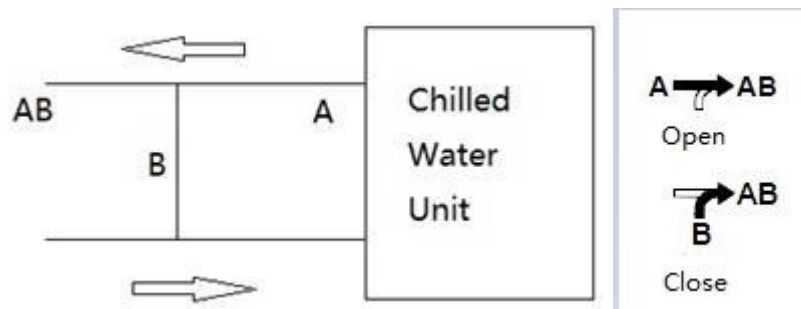 AB
A
B
Chilled
Water
Unit
A AB
Open
AB
B
Close